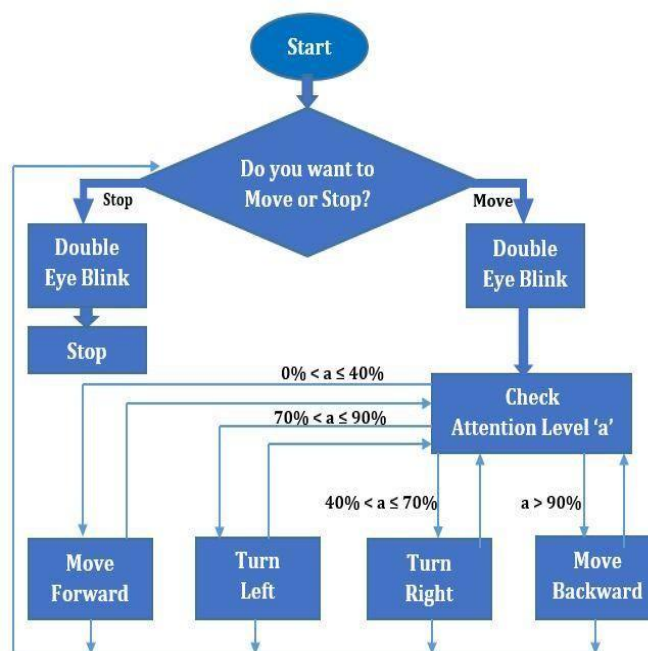 Start
Do you want to
Move or Stop?
Stop
Move
Double
Eye Blink
Double
Eye Blink
Stop
0% < a ≤ 40%
Check
Attention Level ‘a’
70% < a ≤ 90%
40% < a ≤ 70%
a > 90%
Move
Forward
Turn
Left
Turn
Right
Move
Backward